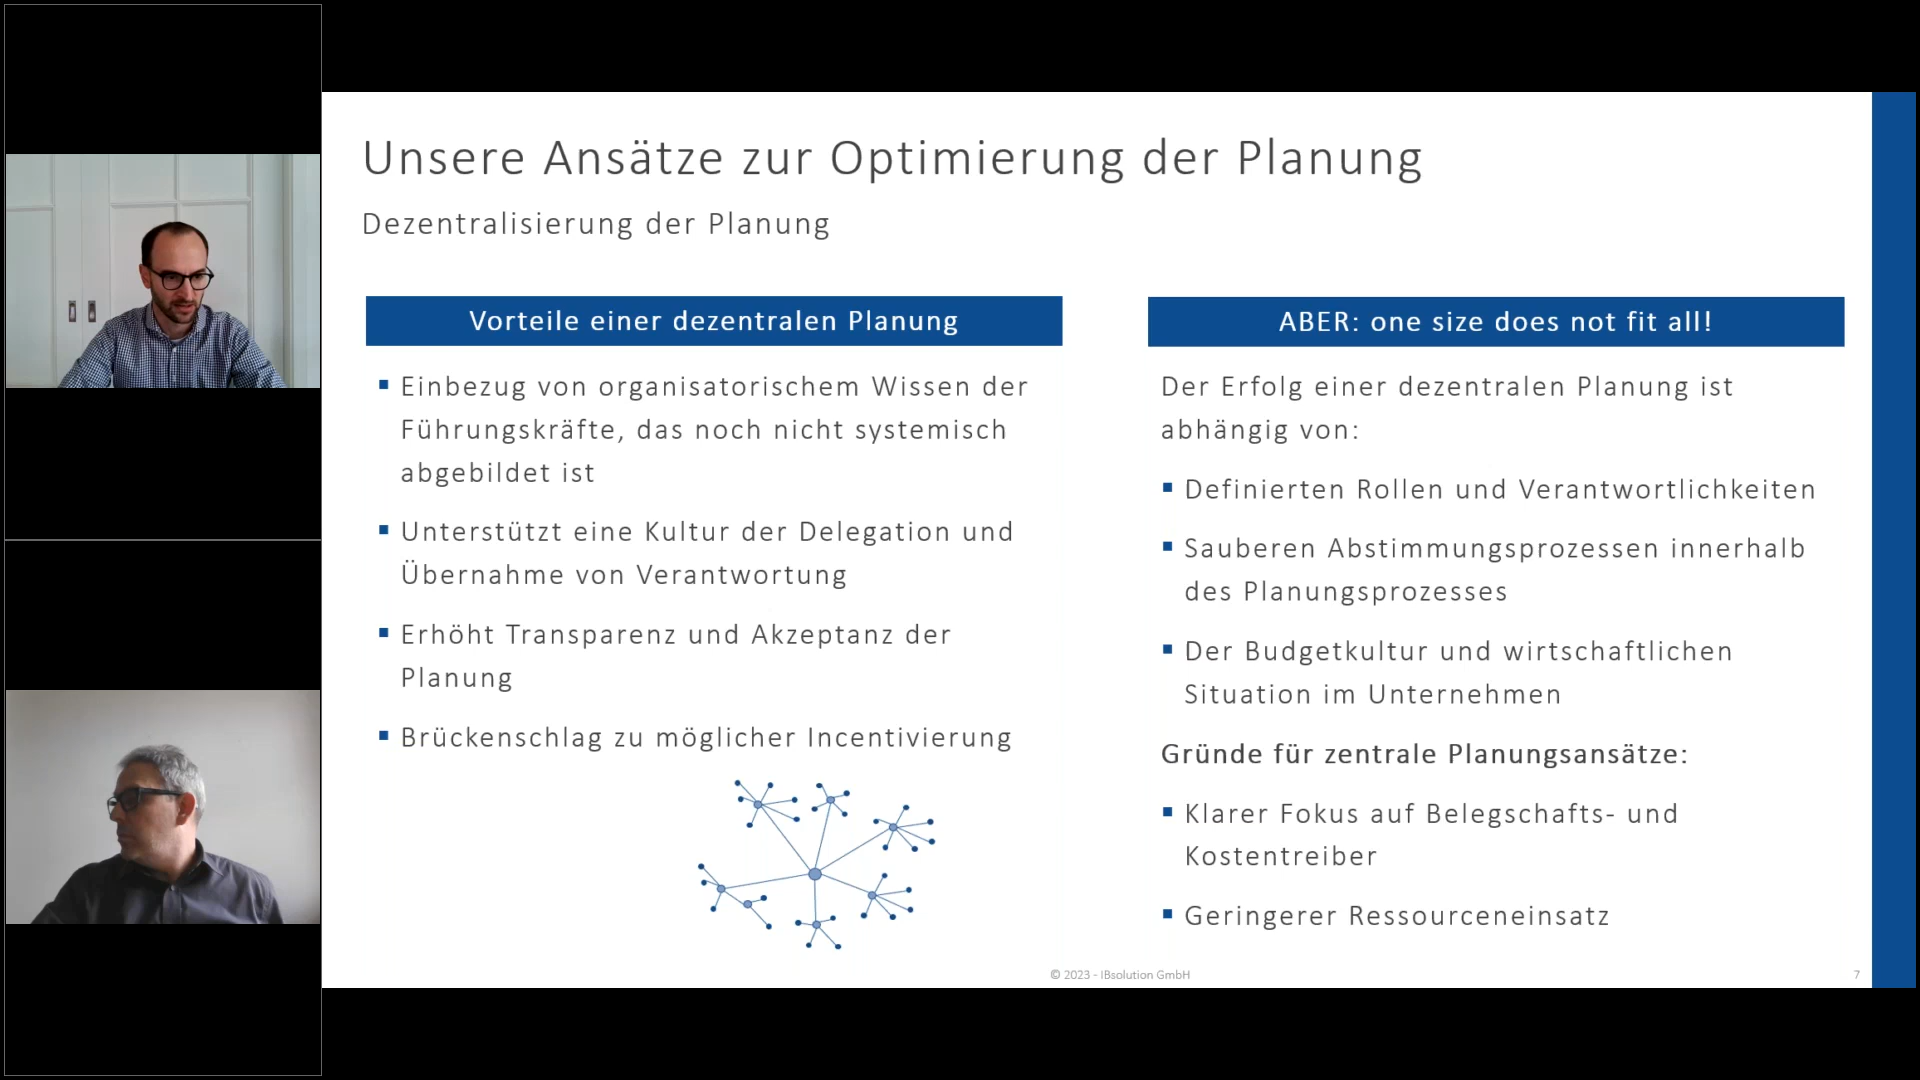 Unsere Ansätze zur Optimierung der Planung
Dezentralisierung der Planung
Vorteile einer dezentralen Planung
Einbezug von organisatorischem Wissen der
Führungskräfte, das noch nicht systemisch
abgebildet ist
Unterstützt eine Kultur der Delegation und
Übernahme von Verantwortung
Erhöht Transparenz und Akzeptanz der
Planung
Brückenschlag zu möglicher Incentivierung
ABER: one size does not fit all!
Der Erfolg einer dezentralen Planung ist
abhängig von:
Definierten Rollen und Verantwortlichkeiten
Sauberen Abstimmungsprozessen innerhalb
des Planungsprozesses
Der Budgetkultur und wirtschaftlichen
Situation im Unternehmen
Gründe für zentrale Planungsansätze:
Klarer Fokus auf Belegschafts- und
Kostentreiber
Geringerer Ressourceneinsatz
© 2023 - IBsolution GmbH
7